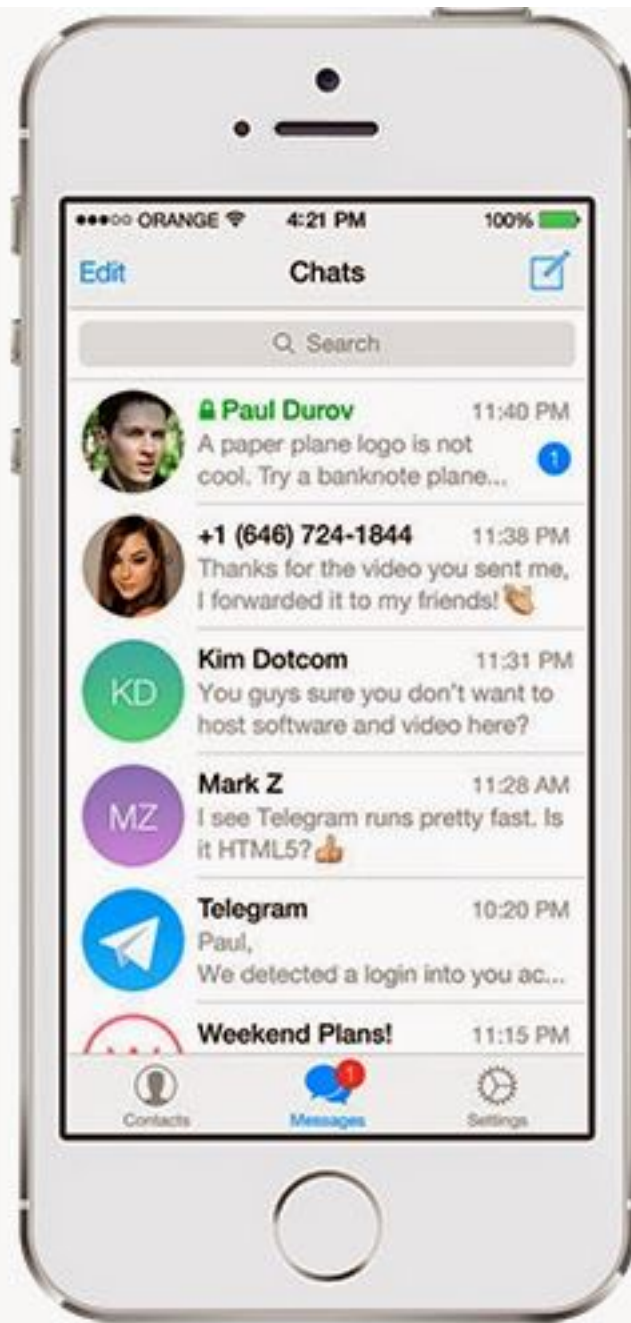 ORANGE 4:21 PM 100%
Edit Chats
Search
Paul Durov 11:40 PM
A paper plane logo is not
cool. Try a banknote plane... 1
+1 (646) 724-1844 11:38 PM
Thanks for the video you sent me,
I forwarded it to my friends!
KD
Kim Dotcom 11:31 PM
You guys sure you don't want to
host software and video here?
MZ
Mark Z 11:28 AM
I see Telegram runs pretty fast. Is
it HTML5?
Telegram 10:20 PM
Paul,
We detected a login into you ac...
Weekend Plans! 11:15 PM
1
Contacts Messages Settings